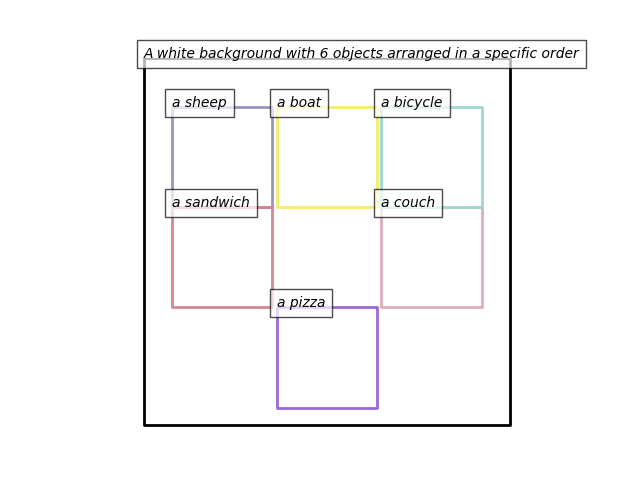 A white background with 6 objects arranged in a specific order
a sheep
a boat
a bicycle
a sandwich
a couch
a pizza